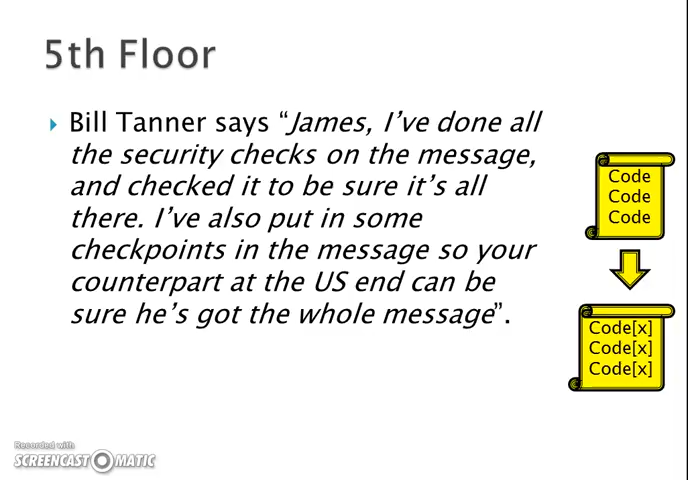 5th Floor
Bill Tanner says “James, I’ve done all
the security checks on the message,
and checked it to be sure it’s all
there. I’ve also put in some
checkpoints in the message so your
counterpart at the US end can be
sure he’s got the whole message”.
Code
Code
Code
Code[x]
Code[x]
Code[x]
Recorded with
SCREENCAST-O-MATIC